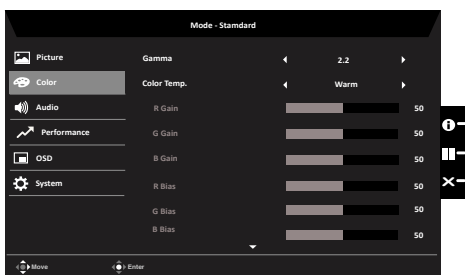 Mode - Standard
Picture
Gamma 2.2
Color
Color Temp. Warm
Audio
R Gain 50
Performance
G Gain 50
OSD
B Gain 50
System
R Bias 50
G Bias 50
B Bias 50
Move Enter